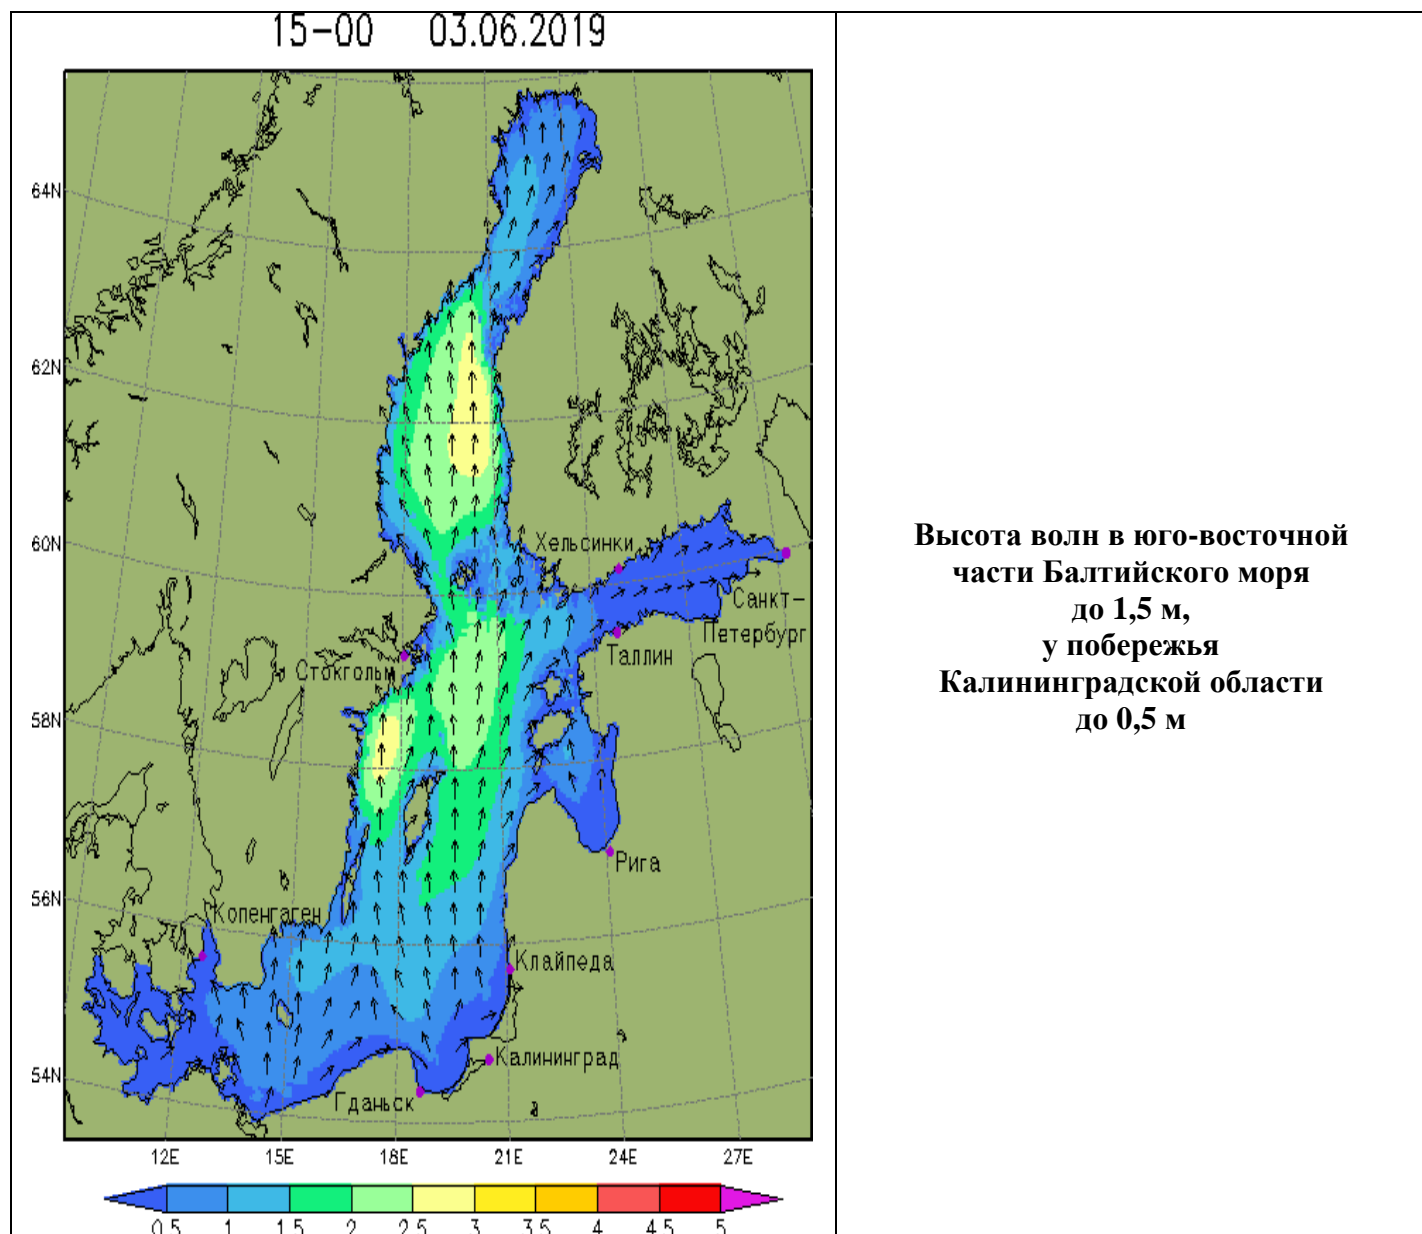 15-00 03.06.2019
64N
62N
60N
58N
56N
54N
Хельсинки
Санкт-
Петербург
Таллин
Стокгольм
Рига
Копенгаген
Клайпеда
Калининград
Гданьск
12E 15E 18E 21E 24E 27E
0.5 1 1.5 2 2.5 3 3.5 4 4.5 5
Высота волн в юго-восточной
части Балтийского моря
до 1,5 м,
у побережья
Калининградской области
до 0,5 м